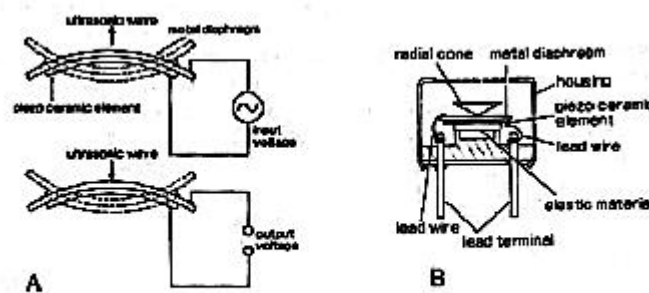 ultrasonic wave
metal diaphragm
piezo ceramic element
input
voltage
ultrasonic wave
output
voltage
A
radial cone
metal diaphragm
housing
piezo ceramic
element
lead wire
elastic material
lead wire
lead terminal
B